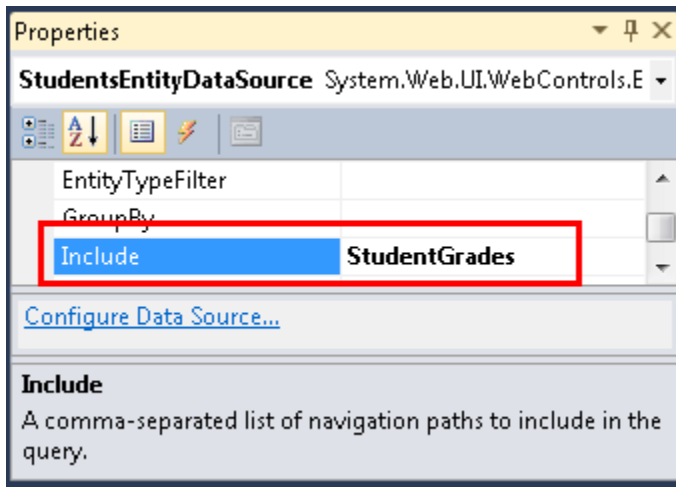 Properties
StudentsEntityDataSource System.Web.UI.WebControls.E
EntityTypeFilter
GroupBy
Include StudentGrades
Configure Data Source...
Include
A comma-separated list of navigation paths to include in the
query.